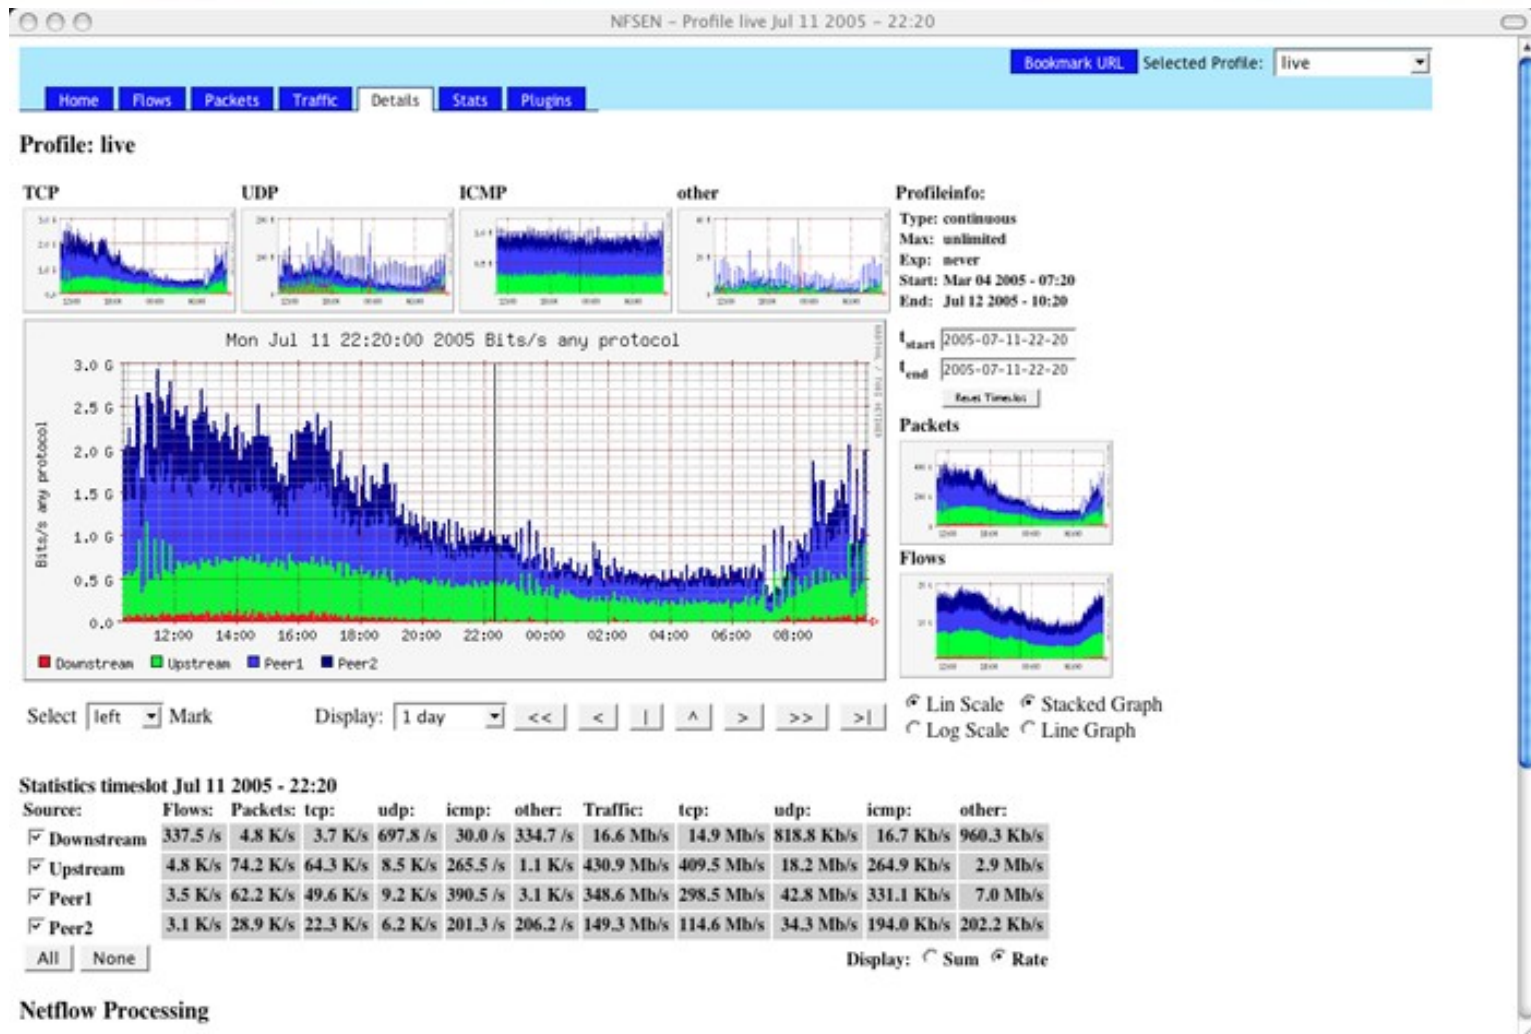 NFSEN - Profile live Jul 11 2005 - 22:20
Bookmark URL Selected Profile: live
Home Flows Packets Traffic Details Stats Plugins
Profile: live
TCP UDP ICMP other Profileinfo:
Type: continuous
Max: unlimited
Exp: never
Start: Mar 04 2005 - 07:20
End: Jul 12 2005 - 10:20
tstart 2005-07-11-22-20
tend 2005-07-11-22-20
Mon Jul 11 22:20:00 2005 Bits/s any protocol
Bits/s any protocol
3.0 G
2.5 G
2.0 G
1.5 G
1.0 G
0.5 G
0.0
12:00 14:00 16:00 18:00 20:00 22:00 00:00 02:00 04:00 06:00 08:00
Downstream Upstream Peer1 Peer2
Packets
Flows
Select left Mark Display: 1 day << < | ^ > >> >|
Lin Scale Stacked Graph
Log Scale Line Graph
Statistics timeslot Jul 11 2005 - 22:20
Source: Flows: Packets: tcp: udp: icmp: other: Traffic: tcp: udp: icmp: other:
Downstream 337.5 /s 4.8 K/s 3.7 K/s 697.8 /s 30.0 /s 334.7 /s 16.6 Mb/s 14.9 Mb/s 818.8 Kb/s 16.7 Kb/s 960.3 Kb/s
Upstream 4.8 K/s 74.2 K/s 64.3 K/s 8.5 K/s 265.5 /s 1.1 K/s 430.9 Mb/s 409.5 Mb/s 18.2 Mb/s 264.9 Kb/s 2.9 Mb/s
Peer1 3.5 K/s 62.2 K/s 49.6 K/s 9.2 K/s 390.5 /s 3.1 K/s 348.6 Mb/s 298.5 Mb/s 42.8 Mb/s 331.1 Kb/s 7.0 Mb/s
Peer2 3.1 K/s 28.9 K/s 22.3 K/s 6.2 K/s 201.3 /s 206.2 /s 149.3 Mb/s 114.6 Mb/s 34.3 Mb/s 194.0 Kb/s 202.2 Kb/s
All None Display: Sum Rate
Netflow Processing